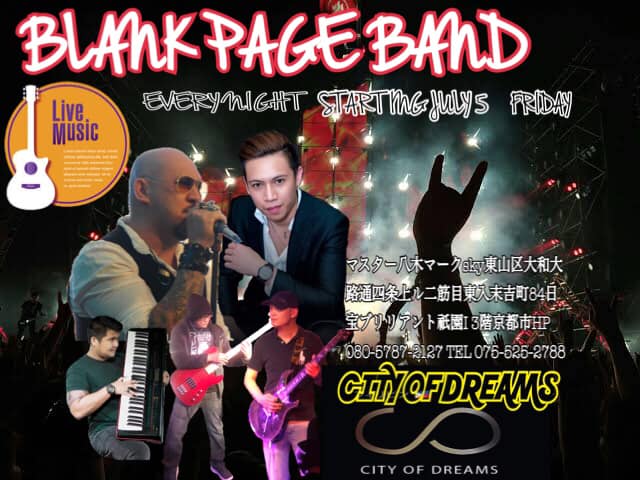 BLANK PAGE BAND
EVERY NIGHT STARTING JULY 5 FRIDAY
Live
Music
マスター八木マークsky東山区大和大
路通四条上ル二筋目東入末吉町84日
宝ブリリアント祇園1 3階京都市HP
080-5787-2127 TEL 075-525-2788
CITY OF DREAMS
CITY OF DREAMS